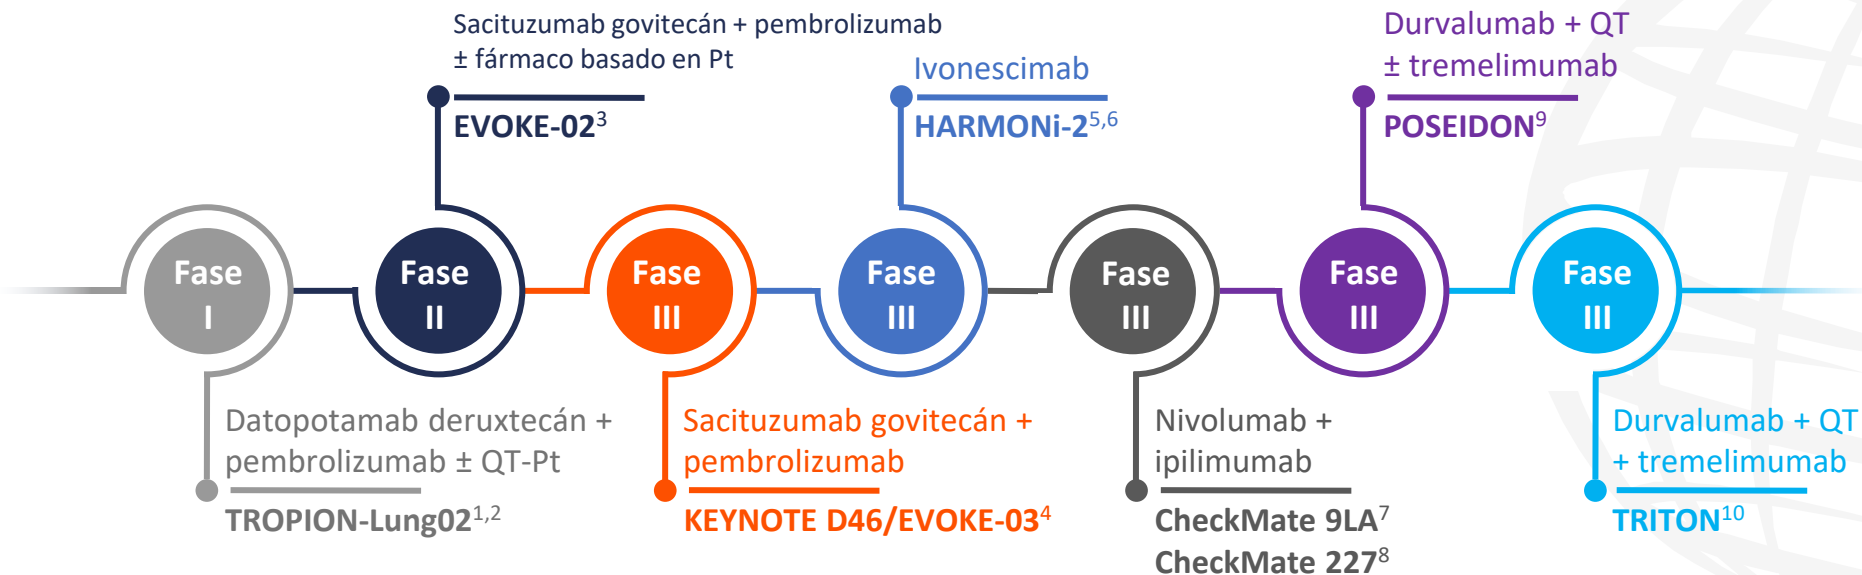 Sacituzumab govitecán + pembrolizumab
± fármaco basado en Pt
EVOKE-02³
Ivonescimab
HARMONi-2⁵,⁶
Durvalumab + QT
± tremelimumab
POSEIDON⁹
Fase
I
Fase
II
Fase
III
Fase
III
Fase
III
Fase
III
Fase
III
Datopotamab deruxtecán +
pembrolizumab ± QT-Pt
TROPION-Lung02¹,²
Sacituzumab govitecán +
pembrolizumab
KEYNOTE D46/EVOKE-03⁴
Nivolumab +
ipilimumab
CheckMate 9LA⁷
CheckMate 227⁸
Durvalumab + QT
+ tremelimumab
TRITON¹⁰